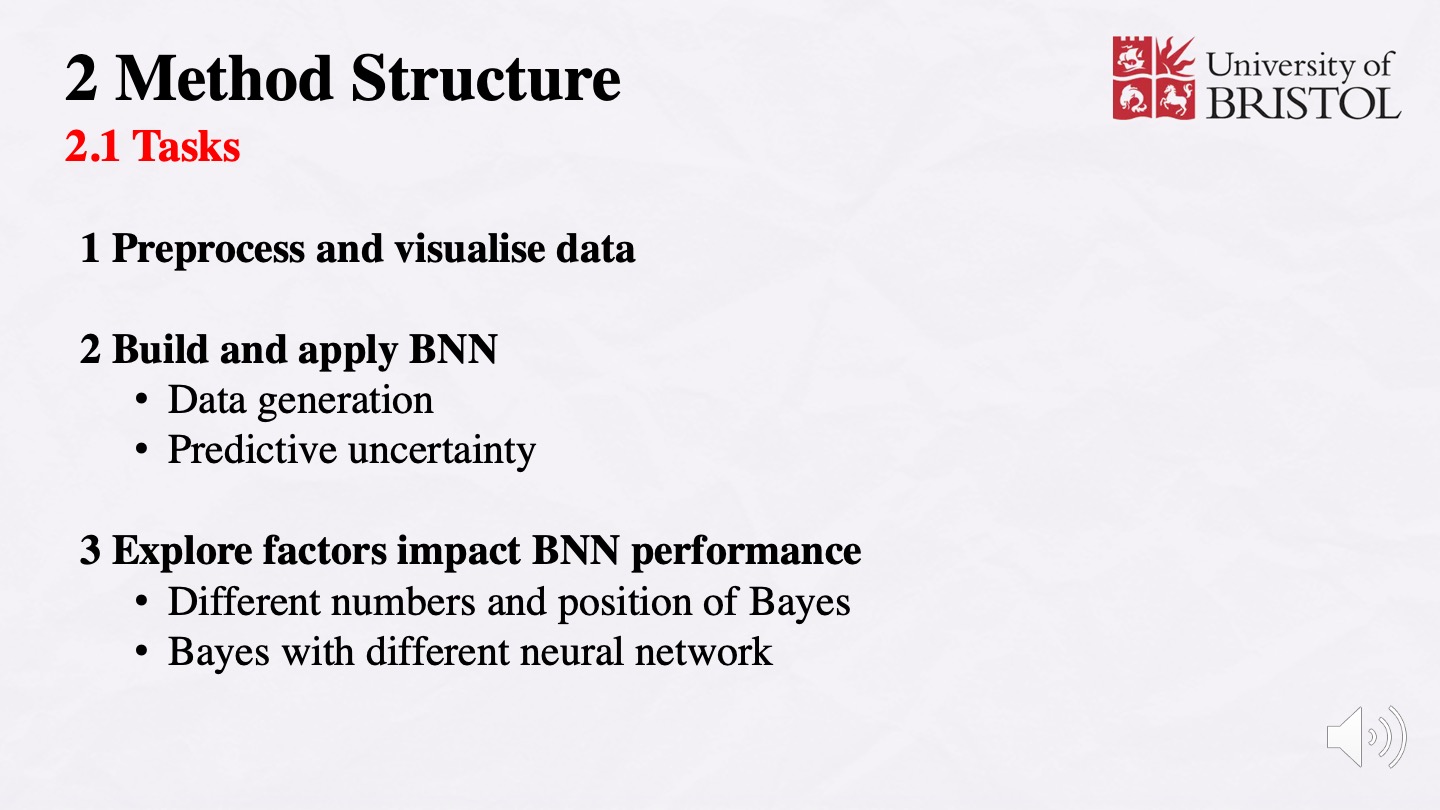 2 Method Structure
2.1 Tasks
University of
BRISTOL
1 Preprocess and visualise data
2 Build and apply BNN
• Data generation
• Predictive uncertainty
3 Explore factors impact BNN performance
• Different numbers and position of Bayes
• Bayes with different neural network